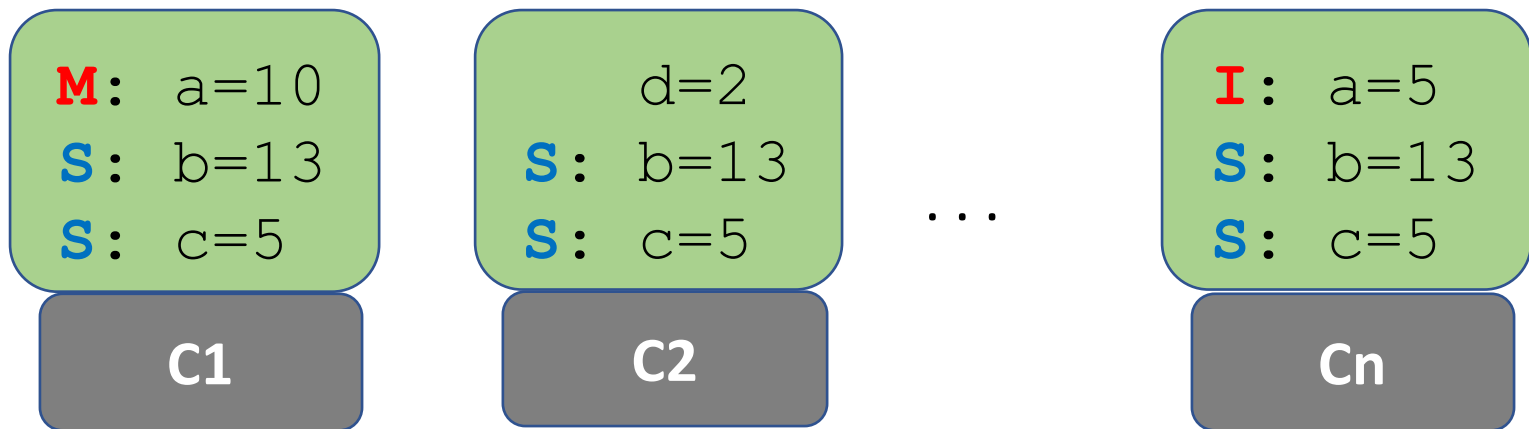 M: a=10
S: b=13
S: c=5
C1
d=2
S: b=13
S: c=5
C2
...
I: a=5
S: b=13
S: c=5
Cn